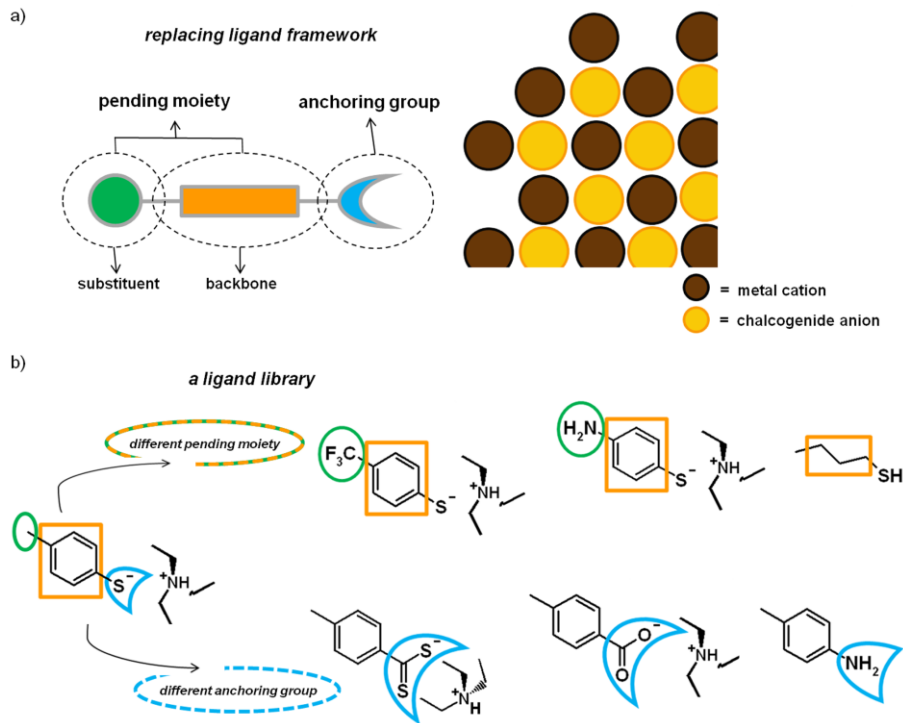 a)
replacing ligand framework
pending moiety
anchoring group
substituent
backbone
= metal cation
= chalcogenide anion
b)
a ligand library
different pending moiety
F₃C
S⁻
⁺NH
H₂N
S⁻
⁺NH
SH
S⁻
⁺NH
different anchoring group
S⁻
S
⁺N
H
O⁻
O
⁺NH
NH₂